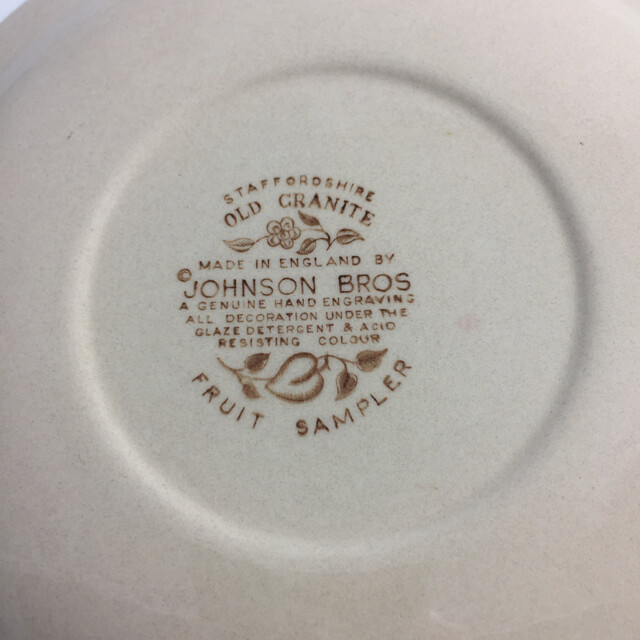 STAFFORDSHIRE
OLD GRANITE
MADE IN ENGLAND BY
© JOHNSON BROS
A GENUINE HAND ENGRAVING
ALL DECORATION UNDER THE
GLAZE DETERGENT & ACID
RESISTING COLOUR
FRUIT SAMPLER